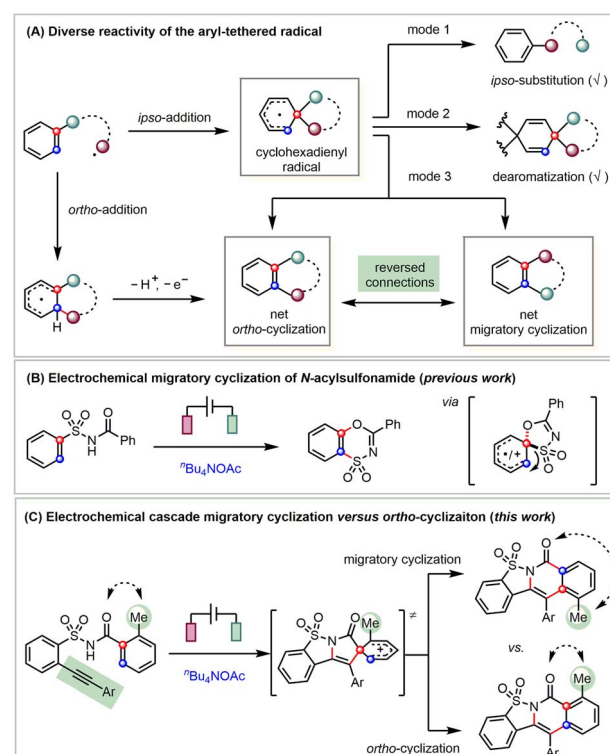 (A) Diverse reactivity of the aryl-tethered radical
mode 1
ipso-substitution (√)
ipso-addition
mode 2
cyclohexadienyl
radical
dearomatization (√)
mode 3
ortho-addition
H
– H⁺, – e⁻
net
ortho-cyclization
reversed
connections
net
migratory cyclization
(B) Electrochemical migratory cyclization of N-acylsulfonamide (previous work)
O O O
S N H Ph
ⁿBu4NOAc
O Ph
S N
O O
via
Ph
O N
S O O
•/+
(C) Electrochemical cascade migratory cyclization versus ortho-cyclizaiton (this work)
migratory cyclization
O O O Me
S N H
Ar
ⁿBu4NOAc
O O O
S N Me
Ar
+
≠
O O O
S N
Ar Me
vs.
O O O Me
S N
Ar
ortho-cyclization